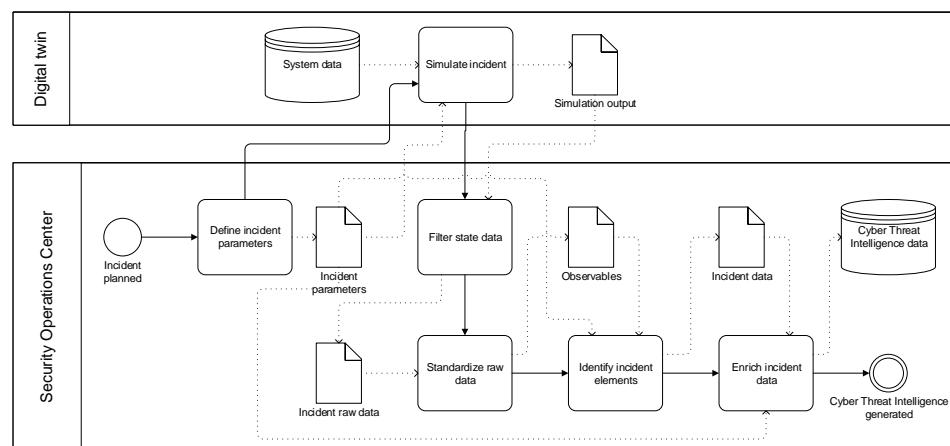 Digital twin
System data
Simulate incident
Simulation output
Security Operations Center
Incident
planned
Define incident
parameters
Incident
parameters
Filter state data
Observables
Incident data
Cyber Threat
Intelligence data
Incident raw data
Standardize raw
data
Identify incident
elements
Enrich incident
data
Cyber Threat Intelligence
generated